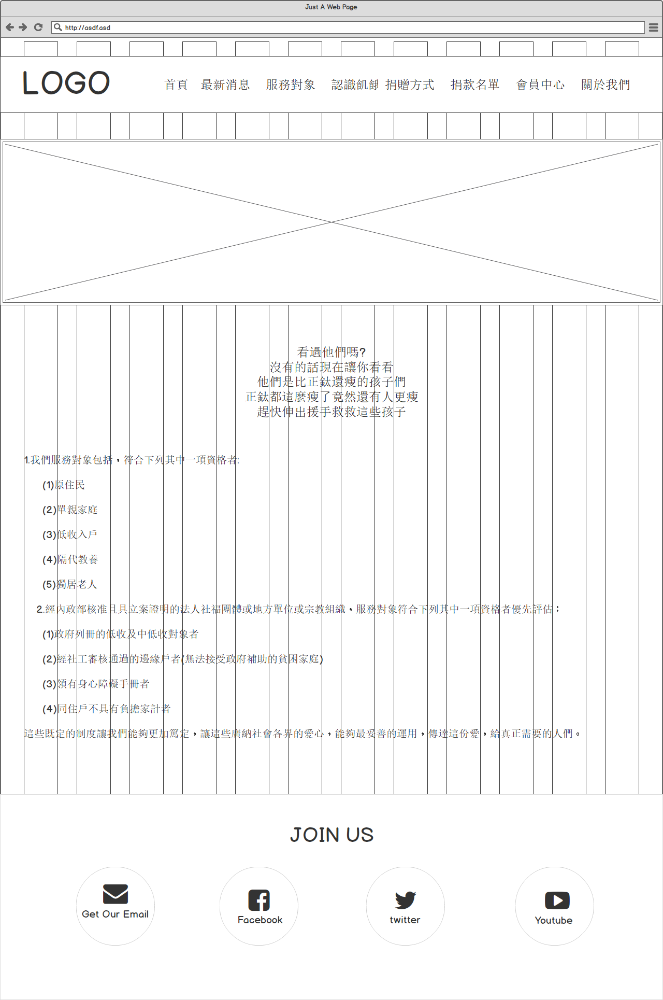 Just A Web Page
http://asdf.asd
LOGO
首頁 最新消息 服務對象 認識飢餓 捐贈方式 捐款名單 會員中心 關於我們
看過他們嗎?
沒有的話現在讓你看看
他們是比正鈦還瘦的孩子們
正鈦都這麼瘦了竟然還有人更瘦
趕快伸出援手救救這些孩子
1.我們服務對象包括，符合下列其中一項資格者:
(1)原住民
(2)單親家庭
(3)低收入戶
(4)隔代教養
(5)獨居老人
2.經內政部核准且具立案證明的法人社福團體或地方單位或宗教組織，服務對象符合下列其中一項資格者優先評估：
(1)政府列冊的低收及中低收對象者
(2)經社工審核通過的邊緣戶者(無法接受政府補助的貧困家庭)
(3)領有身心障礙手冊者
(4)同住戶不具有負擔家計者
這些既定的制度讓我們能夠更加篤定，讓這些廣納社會各界的愛心，能夠最妥善的運用，傳達這份愛，給真正需要的人們。
JOIN US
Get Our Email
Facebook
twitter
Youtube